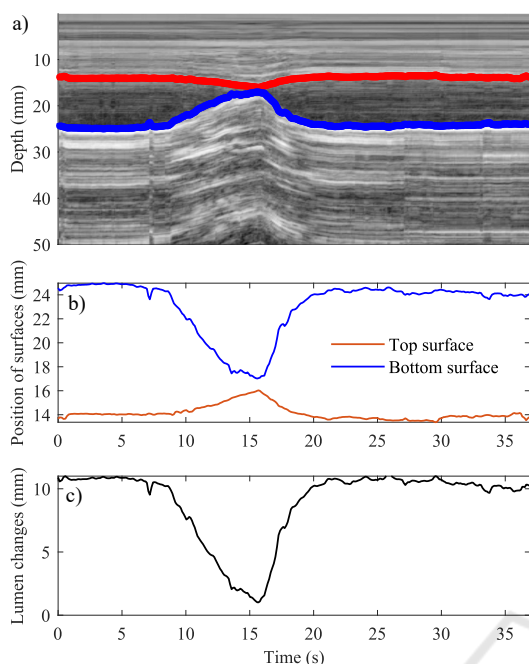 a)
10
20
30
40
50
Depth (mm)
b)
24
22
20
18
16
14
Position of surfaces (mm)
Top surface
Bottom surface
0 5 10 15 20 25 30 35
c)
10
5
0
Lumen changes (mm)
0 5 10 15 20 25 30 35
Time (s)